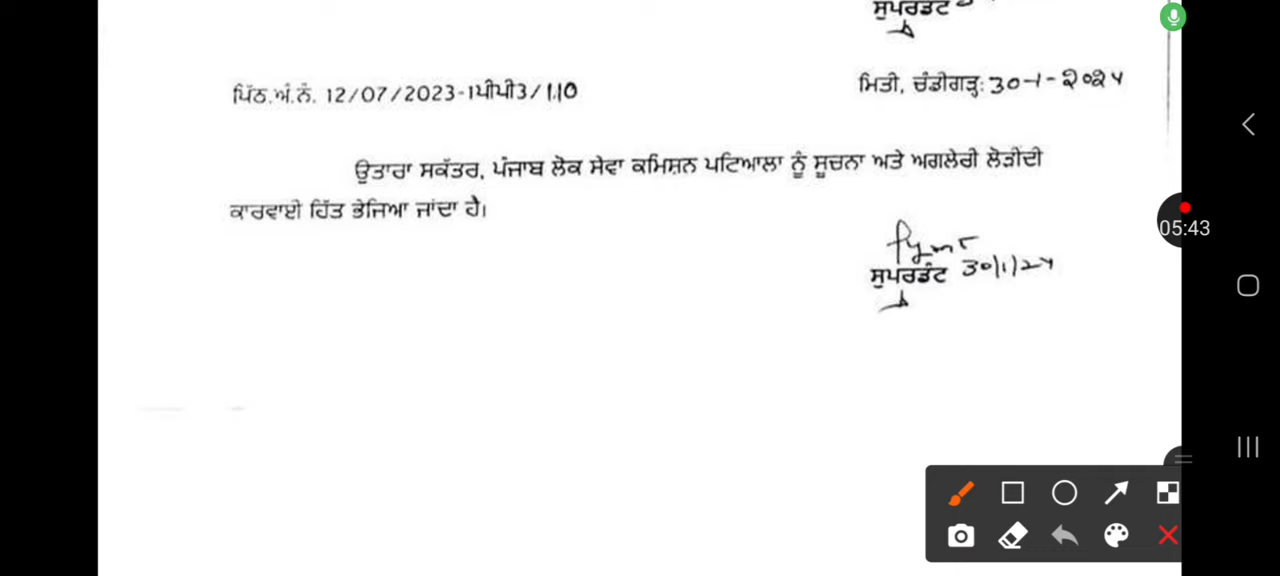 ਸੁਪਰਡੰਟ
ਪਿੱਠ.ਅੰ.ਨੰ. 12/07/2023-1ਪੀਪੀ3/110
ਮਿਤੀ, ਚੰਡੀਗੜ੍ਹ: 30-1-2024
ਉਤਾਰਾ ਸਕੱਤਰ, ਪੰਜਾਬ ਲੋਕ ਸੇਵਾ ਕਮਿਸ਼ਨ ਪਟਿਆਲਾ ਨੂੰ ਸੂਚਨਾ ਅਤੇ ਅਗਲੇਰੀ ਲੋੜੀਂਦੀ
ਕਾਰਵਾਈ ਹਿੱਤ ਭੇਜਿਆ ਜਾਂਦਾ ਹੈ।
ਸੁਪਰਡੰਟ 30/1/24
05:43